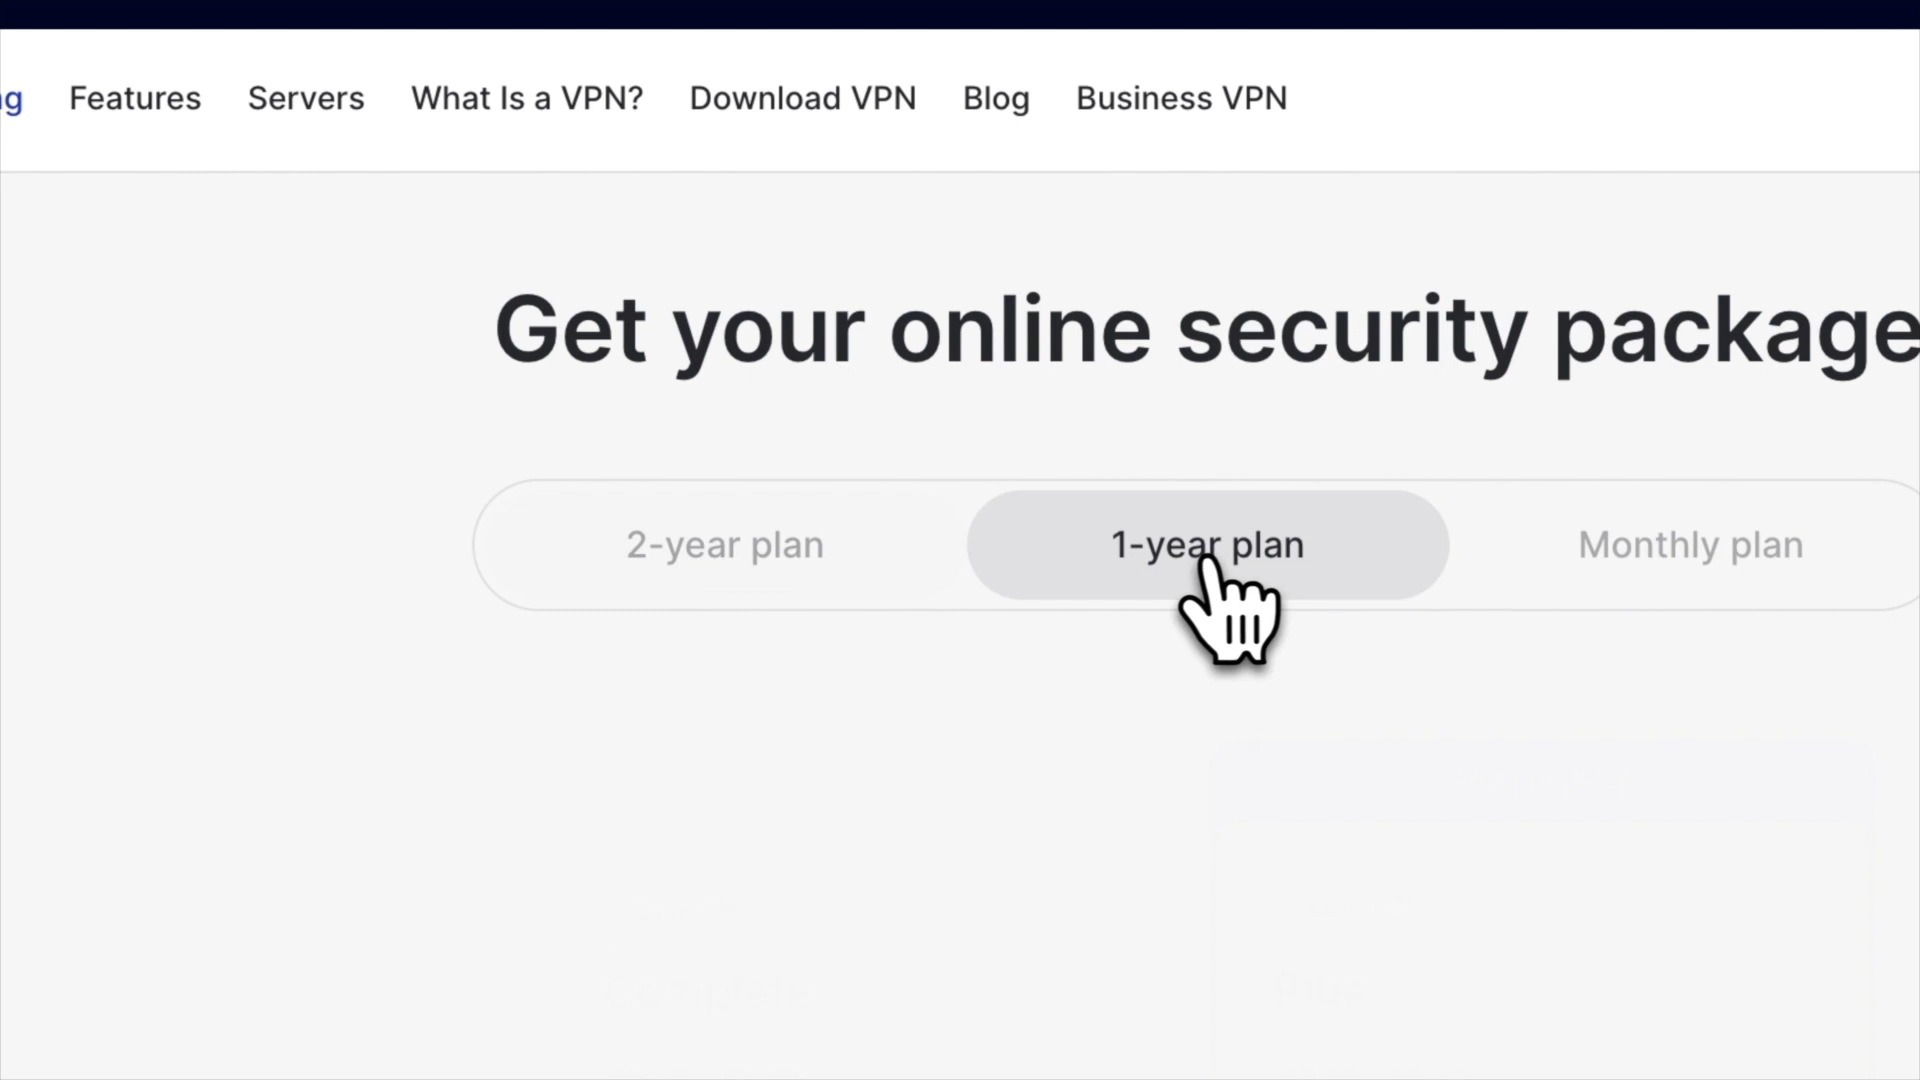 g Features Servers What Is a VPN? Download VPN Blog Business VPN
Get your online security package
2-year plan 1-year plan Monthly plan